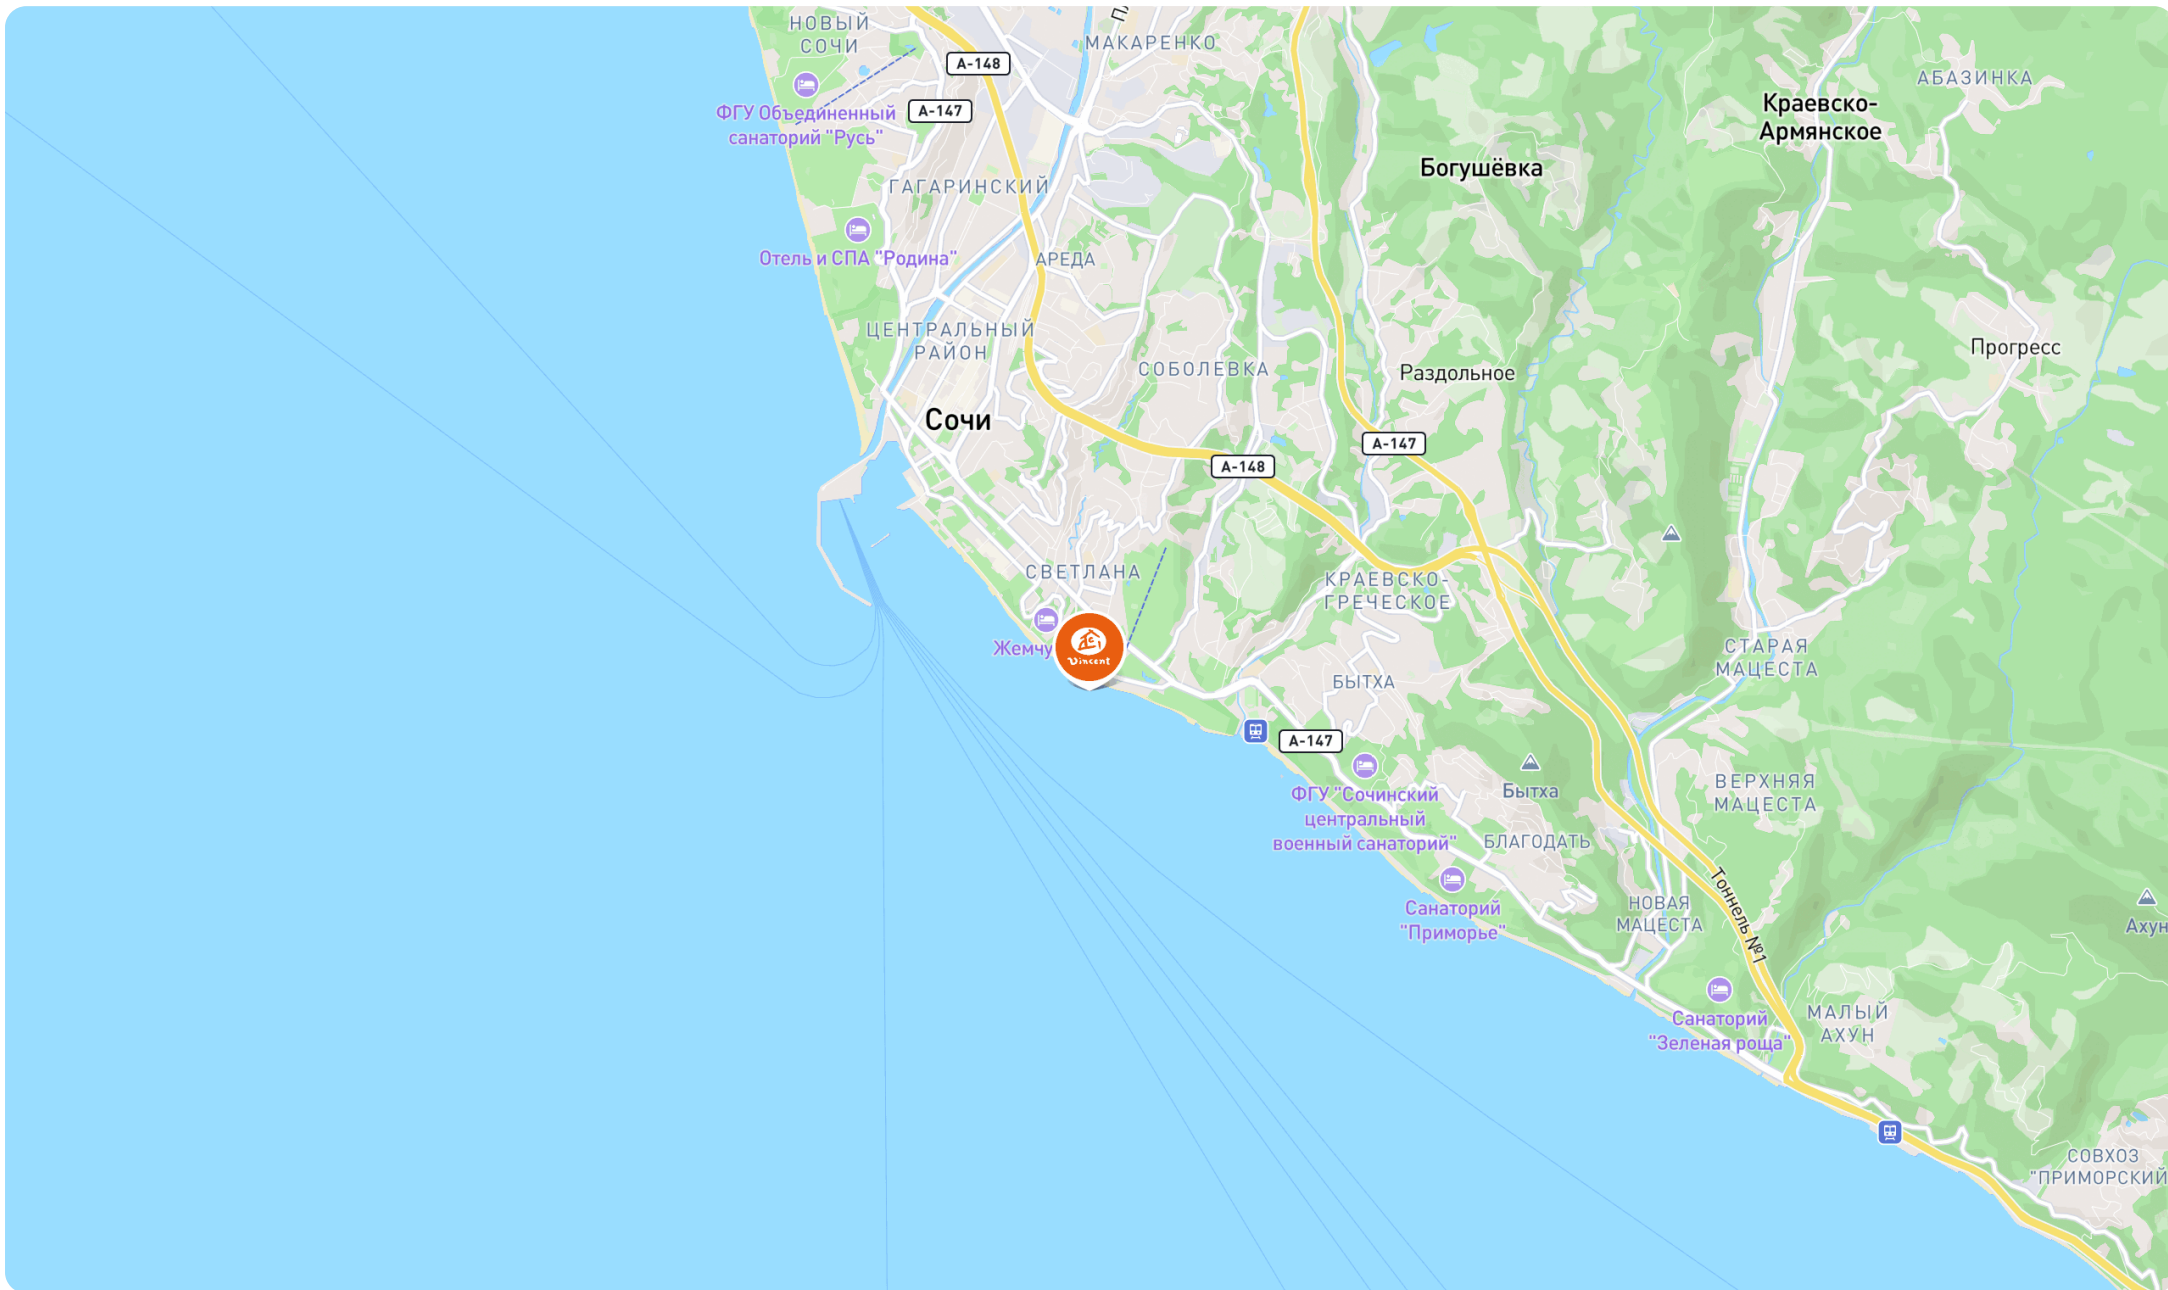 НОВЫЙ
СОЧИ
МАКАРЕНКО
А-148
АБАЗИНКА
Краевско-
Армянское
А-147
ФГУ Объединенный
санаторий "Русь"
Богушёвка
ГАГАРИНСКИЙ
Отель и СПА "Родина"
АРЕДА
ЦЕНТРАЛЬНЫЙ
РАЙОН
Прогресс
СОБОЛЕВКА
Раздольное
Сочи
А-147
А-148
СВЕТЛАНА
КРАЕВСКО-
ГРЕЧЕСКОЕ
Жемчу
Vincent
СТАРАЯ
МАЦЕСТА
БЫТХА
А-147
ФГУ "Сочинский
центральный
военный санаторий"
Бытха
ВЕРХНЯЯ
МАЦЕСТА
БЛАГОДАТЬ
Тоннель №1
Санаторий
"Приморье"
НОВАЯ
МАЦЕСТА
Ахун
Санаторий
"Зеленая роща"
МАЛЫЙ
АХУН
СОВХОЗ
"ПРИМОРСКИЙ